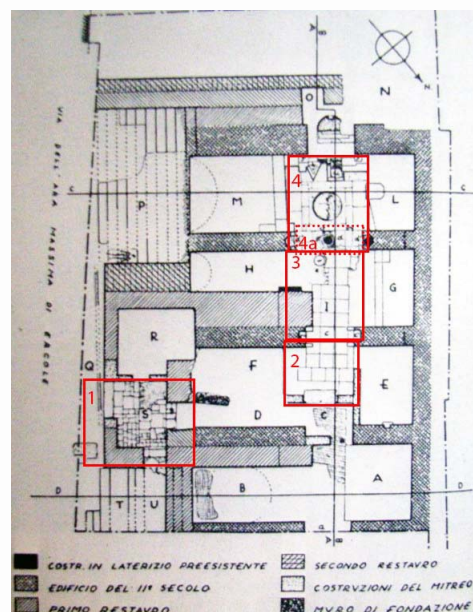 N
N.
O
B
VIA DELL'ARA MASSIMA DI ERCOLE
C
C
P
M
4
L
4a
H
3
I
G
R
F
2
E
Q
1
S
D
C
D
D
T
U
B
A
a
B
COSTR. IN LATERIZIO PREESISTENTE
SECONDO RESTAURO
EDIFICIO DEL IIº SECOLO
COSTRUZIONI DEL MITREO
PRIMO RESTAURO
MURO DI FONDAZIONE